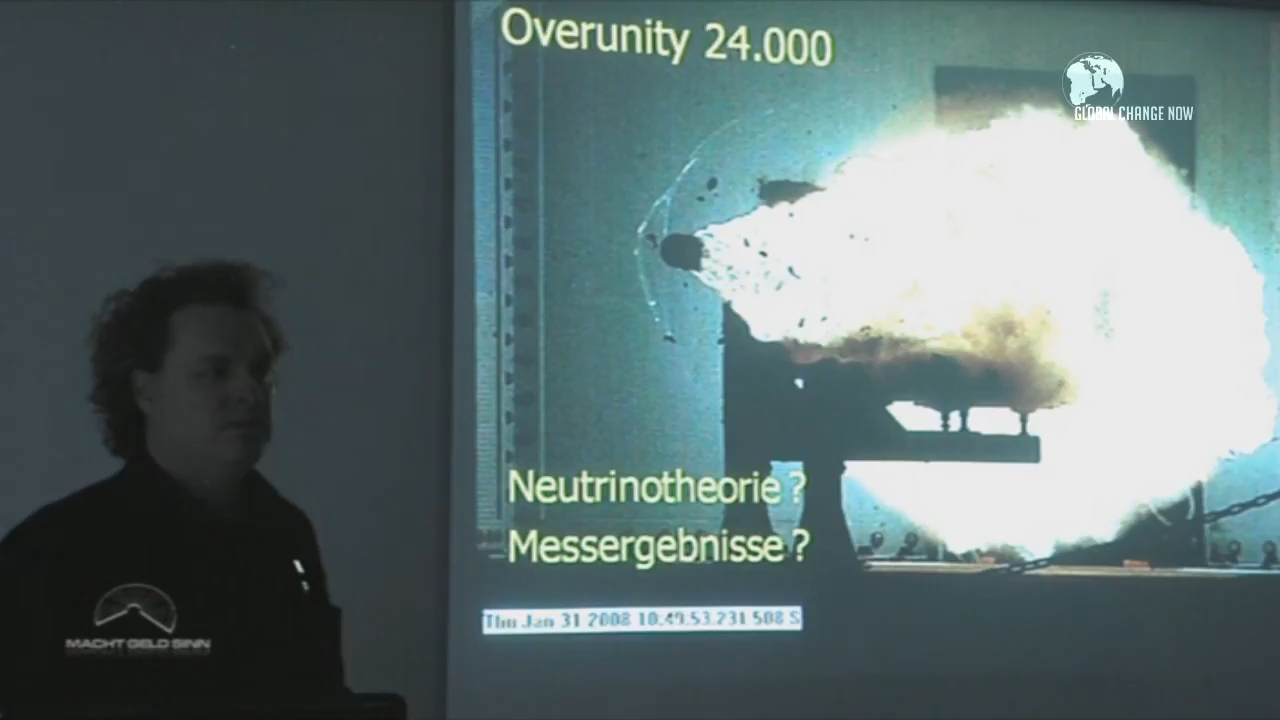 Overunity 24.000
GLOBAL CHANGE NOW
Neutrinotheorie ?
Messergebnisse ?
Thu Jan 31 2008 10:49:53.231 508 S
MACHT GELD SINN